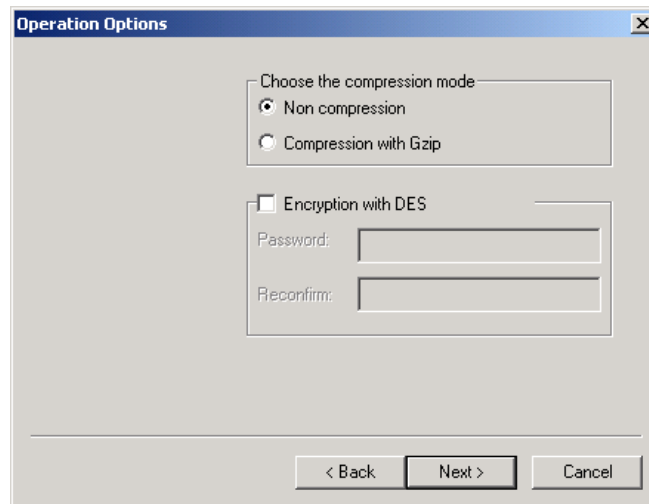 Operation Options
Choose the compression mode
Non compression
Compression with Gzip
Encryption with DES
Password:
Reconfirm:
< Back Next > Cancel